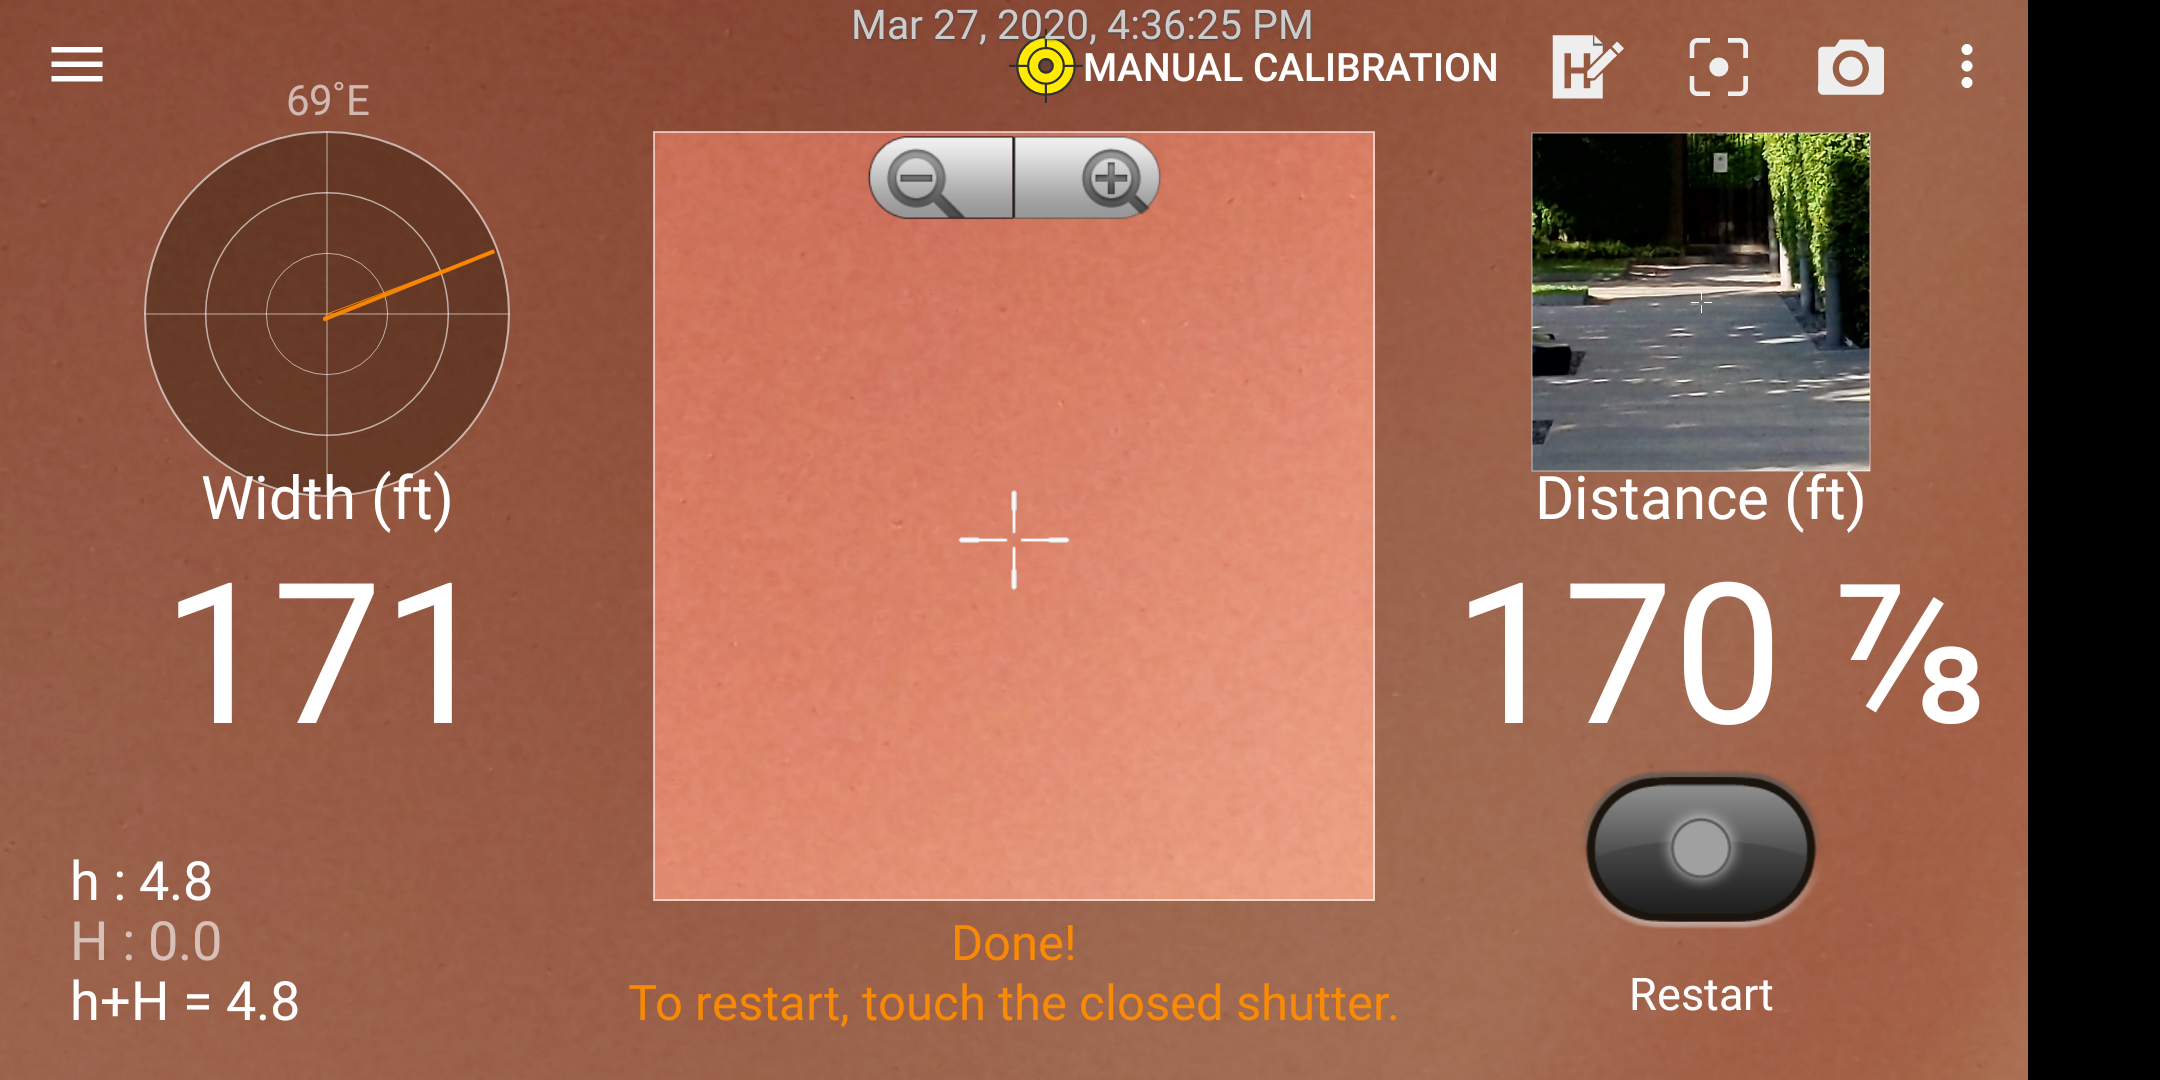 Mar 27, 2020, 4:36:25 PM
MANUAL CALIBRATION
H
69°E
Width (ft)
171
Distance (ft)
170 ⅞
h : 4.8
H : 0.0
h+H = 4.8
Done!
To restart, touch the closed shutter.
Restart